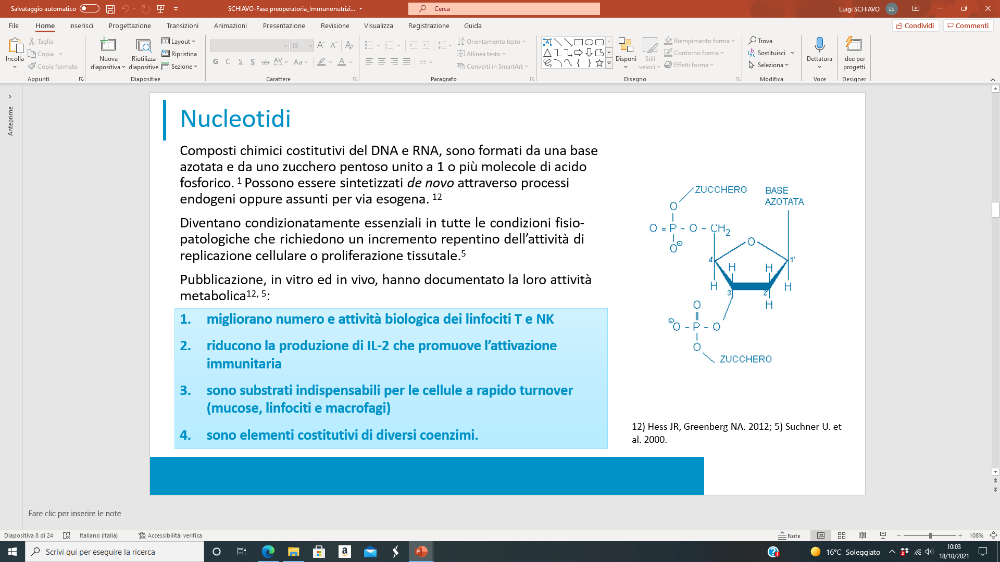 Salvataggio automatico
SCHIAVO-Fase preoperatoria_Immunonutrizi...
Cerca
Luigi SCHIAVO
LS
File Home Inserisci Progettazione Transizioni Animazioni Presentazione Revisione Visualizza Registrazione Guida
Condividi
Commenti
Incolla
Taglia
Copia
Copia formato
Appunti
Nuova
diapositiva
Riutilizza
diapositive
Layout
Ripristina
Sezione
Diapositive
18
G C S S ab AV Aa A
Carattere
Orientamento testo
Allinea testo
Converti in SmartArt
Paragrafo
Disponi
Stili
veloci
Riempimento forma
Contorno forma
Effetti forma
Disegno
Trova
Sostituisci
Seleziona
Modifica
Dettatura
Voce
Idee per
progetti
Designer
Anteprime
Nucleotidi
Composti chimici costitutivi del DNA e RNA, sono formati da una base
azotata e da uno zucchero pentoso unito a 1 o più molecole di acido
fosforico. 1 Possono essere sintetizzati de novo attraverso processi
endogeni oppure assunti per via esogena. 12
Diventano condizionatamente essenziali in tutte le condizioni fisio-
patologiche che richiedono un incremento repentino dell’attività di
replicazione cellulare o proliferazione tissutale.5
Pubblicazione, in vitro ed in vivo, hanno documentato la loro attività
metabolica12, 5:
1. migliorano numero e attività biologica dei linfociti T e NK
2. riducono la produzione di IL-2 che promuove l’attivazione
immunitaria
3. sono substrati indispensabili per le cellule a rapido turnover
(mucose, linfociti e macrofagi)
4. sono elementi costitutivi di diversi coenzimi.
ZUCCHERO
BASE
AZOTATA
O
O = P - O - CH2
O
O
4' 1'
H H
H H
3' 2'
O H
O - P - O
O
ZUCCHERO
12) Hess JR, Greenberg NA. 2012; 5) Suchner U. et
al. 2000.
Fare clic per inserire le note
Diapositiva 8 di 24
Italiano (Italia)
Accessibilità: verifica
Note
108%
Scrivi qui per eseguire la ricerca
16°C Soleggiato
10:03
18/10/2021